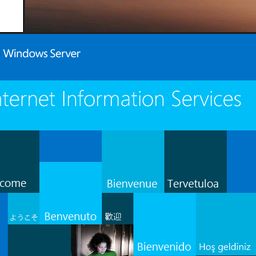 Windows Server
nternet Information Services
come
Bienvenue
Tervetuloa
ようこそ
Benvenuto
歡迎
Bienvenido
Hoş geldiniz